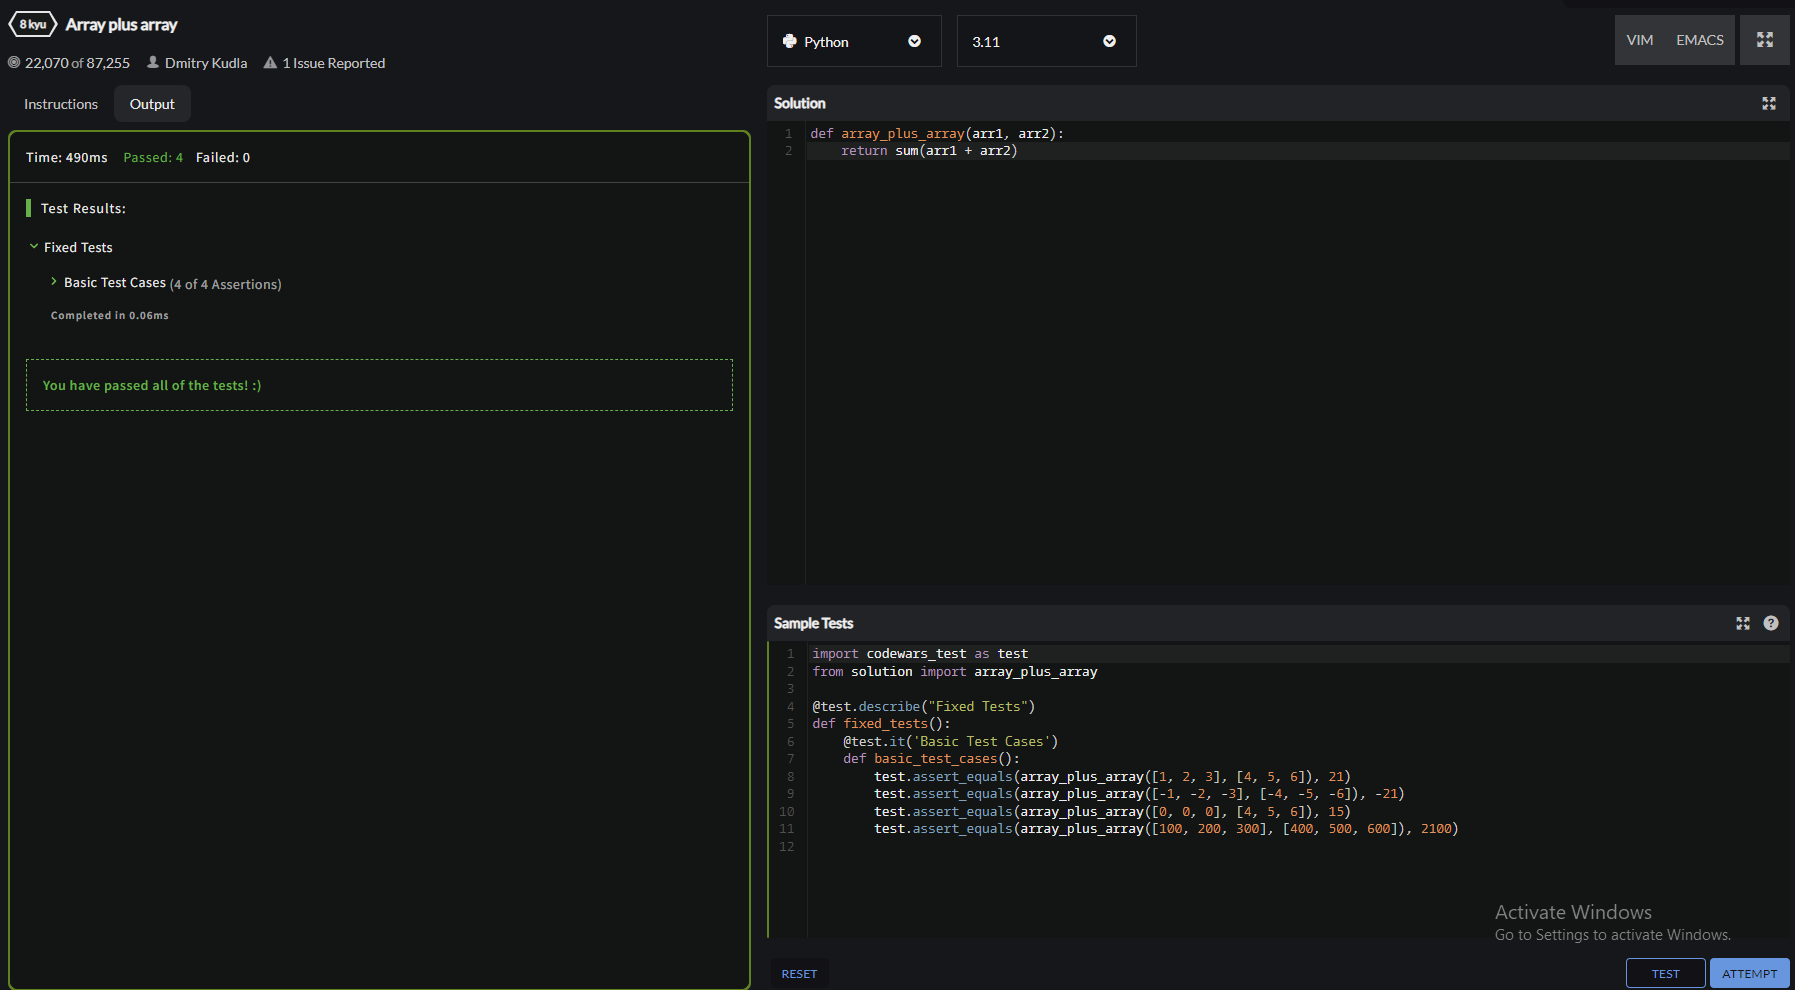 8 kyu Array plus array
22,070 of 87,255 Dmitry Kudla 1 Issue Reported
Instructions Output
Time: 490ms Passed: 4 Failed: 0
Test Results:
Fixed Tests
Basic Test Cases (4 of 4 Assertions)
Completed in 0.06ms
You have passed all of the tests! :)
Python 3.11 VIM EMACS
Solution
1 def array_plus_array(arr1, arr2):
2     return sum(arr1 + arr2)
Sample Tests
1 import codewars_test as test
2 from solution import array_plus_array
3
4 @test.describe("Fixed Tests")
5 def fixed_tests():
6     @test.it('Basic Test Cases')
7     def basic_test_cases():
8         test.assert_equals(array_plus_array([1, 2, 3], [4, 5, 6]), 21)
9         test.assert_equals(array_plus_array([-1, -2, -3], [-4, -5, -6]), -21)
10         test.assert_equals(array_plus_array([0, 0, 0], [4, 5, 6]), 15)
11         test.assert_equals(array_plus_array([100, 200, 300], [400, 500, 600]), 2100)
12
Activate Windows
Go to Settings to activate Windows.
RESET TEST ATTEMPT